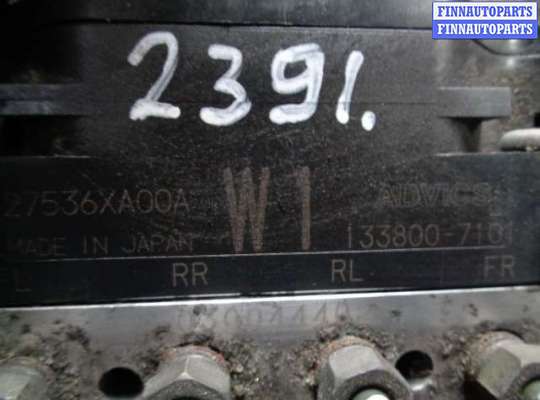 FINNAUTOPARTS
FINNAUTOPARTS
2391.
27536XA00A W1 ADVICS
MADE IN JAPAN 133800-7101
L RR RL FR